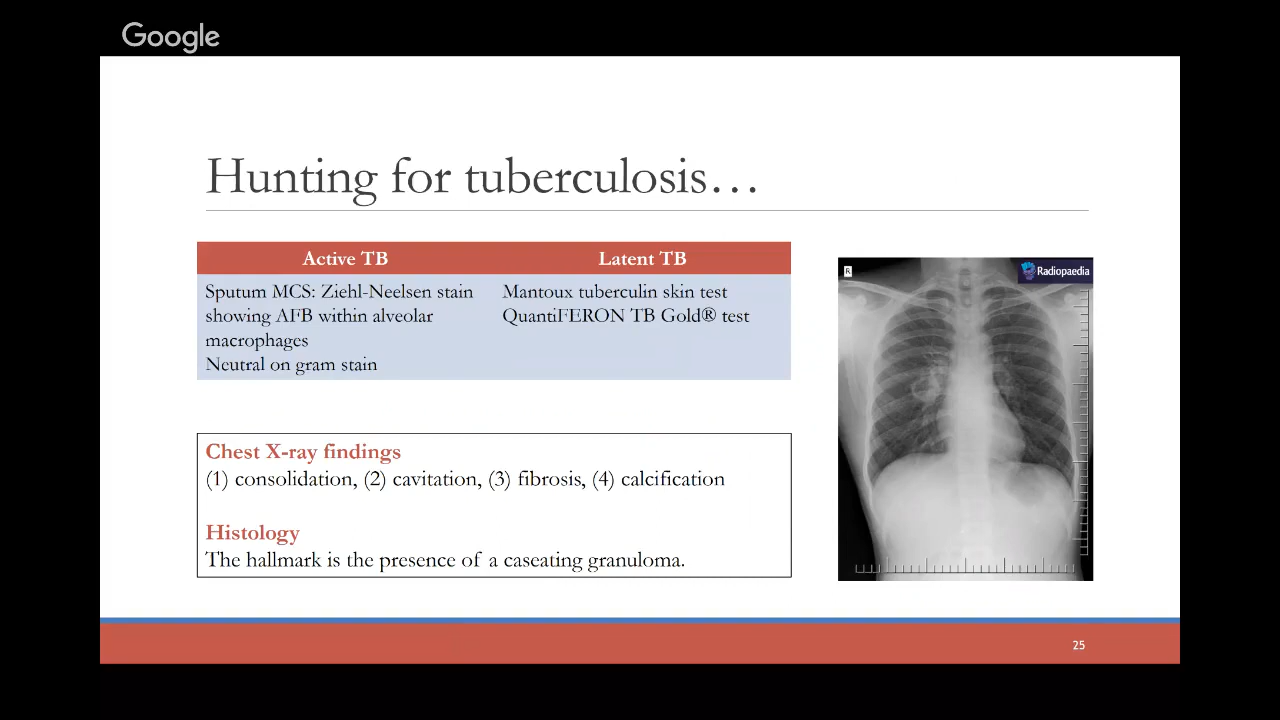 Google
Hunting for tuberculosis…
Active TB
Latent TB
Sputum MCS: Ziehl-Neelsen stain
showing AFB within alveolar
macrophages
Neutral on gram stain
Mantoux tuberculin skin test
QuantiFERON TB Gold® test
R
Radiopaedia
Chest X-ray findings
(1) consolidation, (2) cavitation, (3) fibrosis, (4) calcification
Histology
The hallmark is the presence of a caseating granuloma.
25